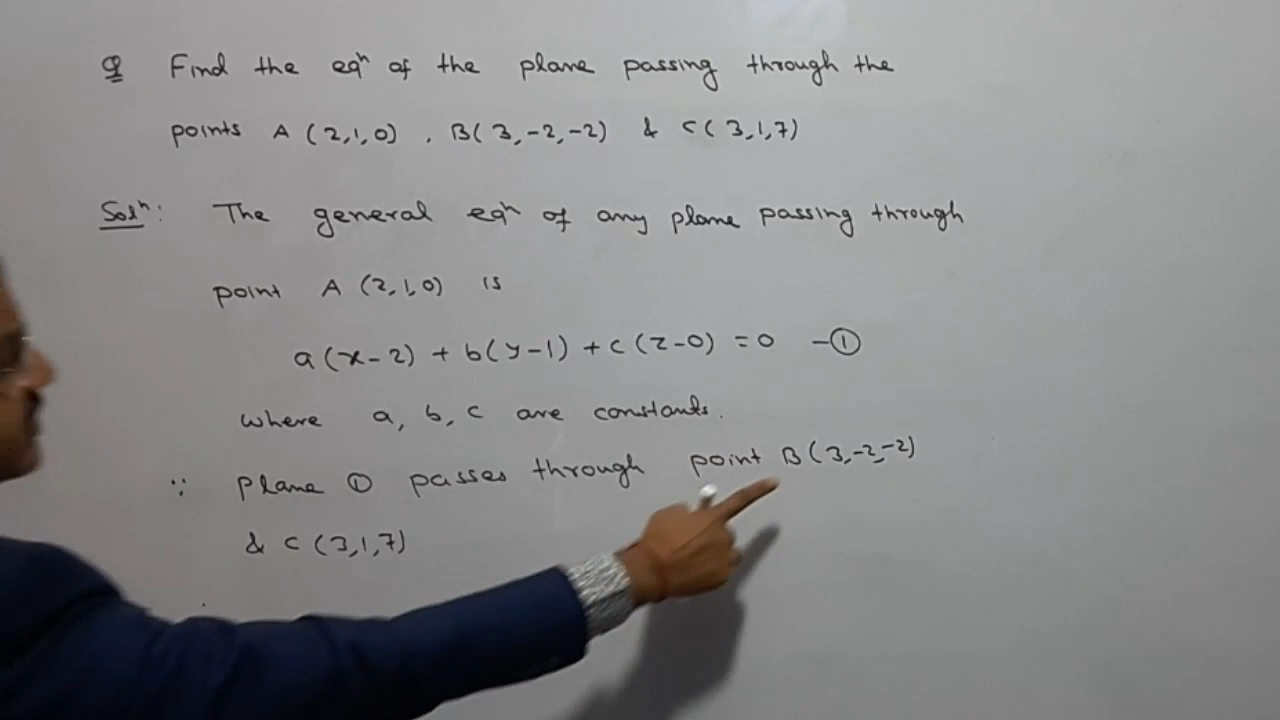 Q Find the eqⁿ of the plane passing through the
points A (2,1,0) , B( 3,-2,-2) & C( 3,1,7)
Solⁿ: The general eqⁿ of any plane passing through
point A (2,1,0) is
a(x-2) + b(y-1) + c(z-0) = 0 -①
where a, b, c are constants.
∵ Plane ① passes through point B(3,-2,-2)
& C (3,1,7)